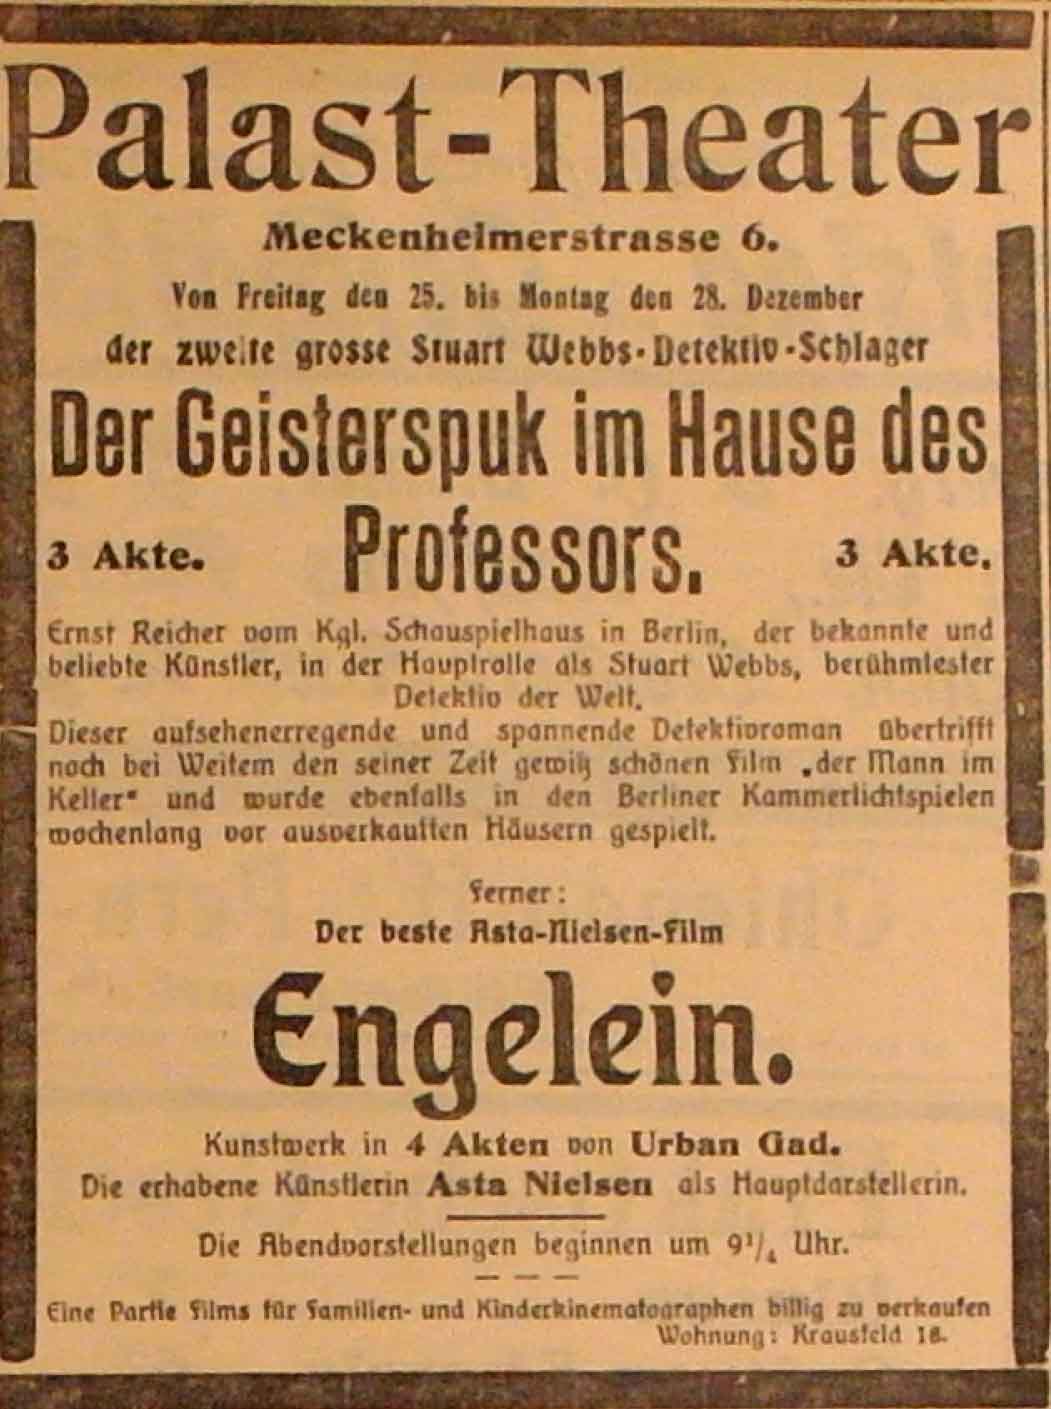 Palast-Theater
Meckenheimerstrasse 6.
Von Freitag den 25. bis Montag den 28. Dezember
der zweite grosse Stuart Webbs-Detektiv-Schlager
Der Geisterspuk im Hause des
3 Akte. Professors. 3 Akte.
Ernst Reicher vom Kgl. Schauspielhaus in Berlin, der bekannte und
beliebte Künstler, in der Hauptrolle als Stuart Webbs, berühmtester
Detektiv der Welt.
Dieser aufsehenerregende und spannende Detektivroman übertrifft
noch bei Weitem den seiner Zeit gewiß schönen Film „der Mann im
Keller“ und wurde ebenfalls in den Berliner Kammerlichtspielen
wochenlang vor ausverkauften Häusern gespielt.
Ferner:
Der beste Asta-Nielsen-Film
Engelein.
Kunstwerk in 4 Akten von Urban Gad.
Die erhabene Künstlerin Asta Nielsen als Hauptdarstellerin.
Die Abendvorstellungen beginnen um 9¹/₄ Uhr.
Eine Partie Films für Familien- und Kinderkinematographen billig zu verkaufen
Wohnung: Krausfeld 18.